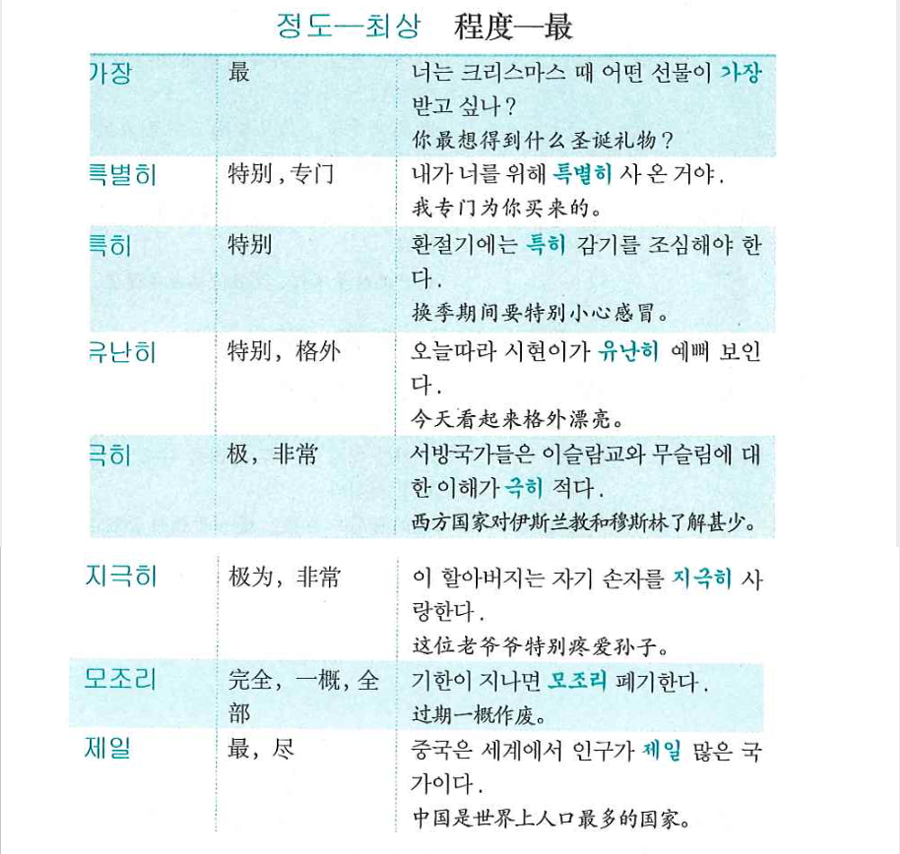 정도—최상 程度—最
가장 最 너는 크리스마스 때 어떤 선물이 가장
받고 싶나?
你最想得到什么圣诞礼物?
특별히 特别,专门 내가 너를 위해 특별히 사 온 거야.
我专门为你买来的。
특히 特别 환절기에는 특히 감기를 조심해야 한
다.
换季期间要特别小心感冒。
유난히 特别，格外 오늘따라 시현이가 유난히 예뻐 보인
다.
今天看起来格外漂亮。
극히 极，非常 서방국가들은 이슬람교와 무슬림에 대
한 이해가 극히 적다.
西方国家对伊斯兰教和穆斯林了解甚少。
지극히 极为，非常 이 할아버지는 자기 손자를 지극히 사
랑한다.
这位老爷爷特别疼爱孙子。
모조리 完全，一概，全 기한이 지나면 모조리 폐기한다.
部 过期一概作废。
제일 最，尽 중국은 세계에서 인구가 제일 많은 국
가이다.
中国是世界上人口最多的国家。